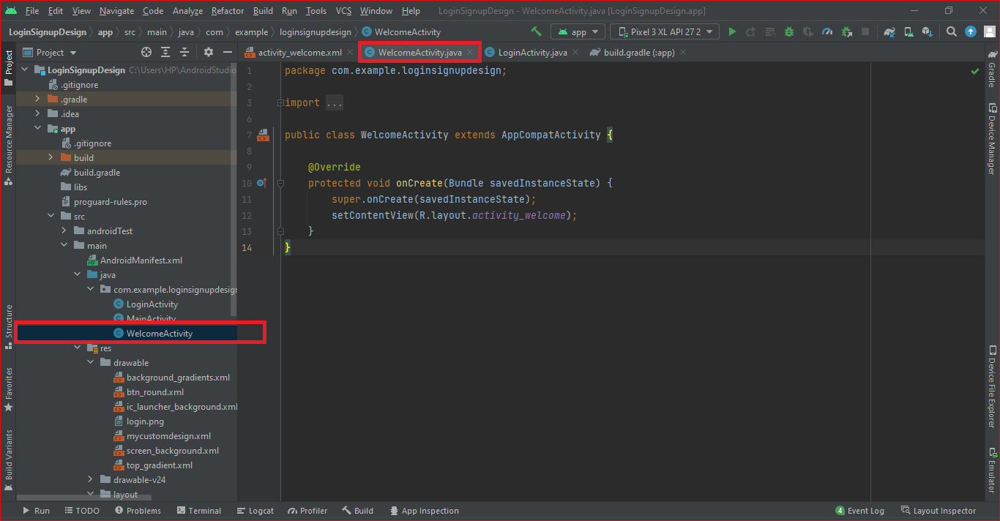 File Edit View Navigate Code Analyze Refactor Build Run Tools VCS Window Help LoginSignupDesign - WelcomeActivity.java [LoginSignupDesign.app]
LoginSignupDesign app src main java com example loginsignupdesign WelcomeActivity app Pixel 3 XL API 27 2
Project
activity_welcome.xml WelcomeActivity.java LoginActivity.java build.gradle (:app)
LoginSignupDesign C:\Users\HP\AndroidStudio
.gitignore
.gradle
.idea
app
.gitignore
build
build.gradle
libs
proguard-rules.pro
src
androidTest
main
AndroidManifest.xml
java
com.example.loginsignupdesign
LoginActivity
MainActivity
WelcomeActivity
res
drawable
background_gradients.xml
btn_round.xml
ic_launcher_background.xml
login.png
mycustomdesign.xml
screen_background.xml
top_gradient.xml
drawable-v24
layout
1 package com.example.loginsignupdesign;
2
3 import ...
6
7 public class WelcomeActivity extends AppCompatActivity {
8
9 @Override
10 protected void onCreate(Bundle savedInstanceState) {
11 super.onCreate(savedInstanceState);
12 setContentView(R.layout.activity_welcome);
13 }
14 }
Project
Resource Manager
Structure
Favorites
Build Variants
Gradle
Device Manager
Device File Explorer
Emulator
Run TODO Problems Terminal Logcat Profiler Build App Inspection 4 Event Log Layout Inspector